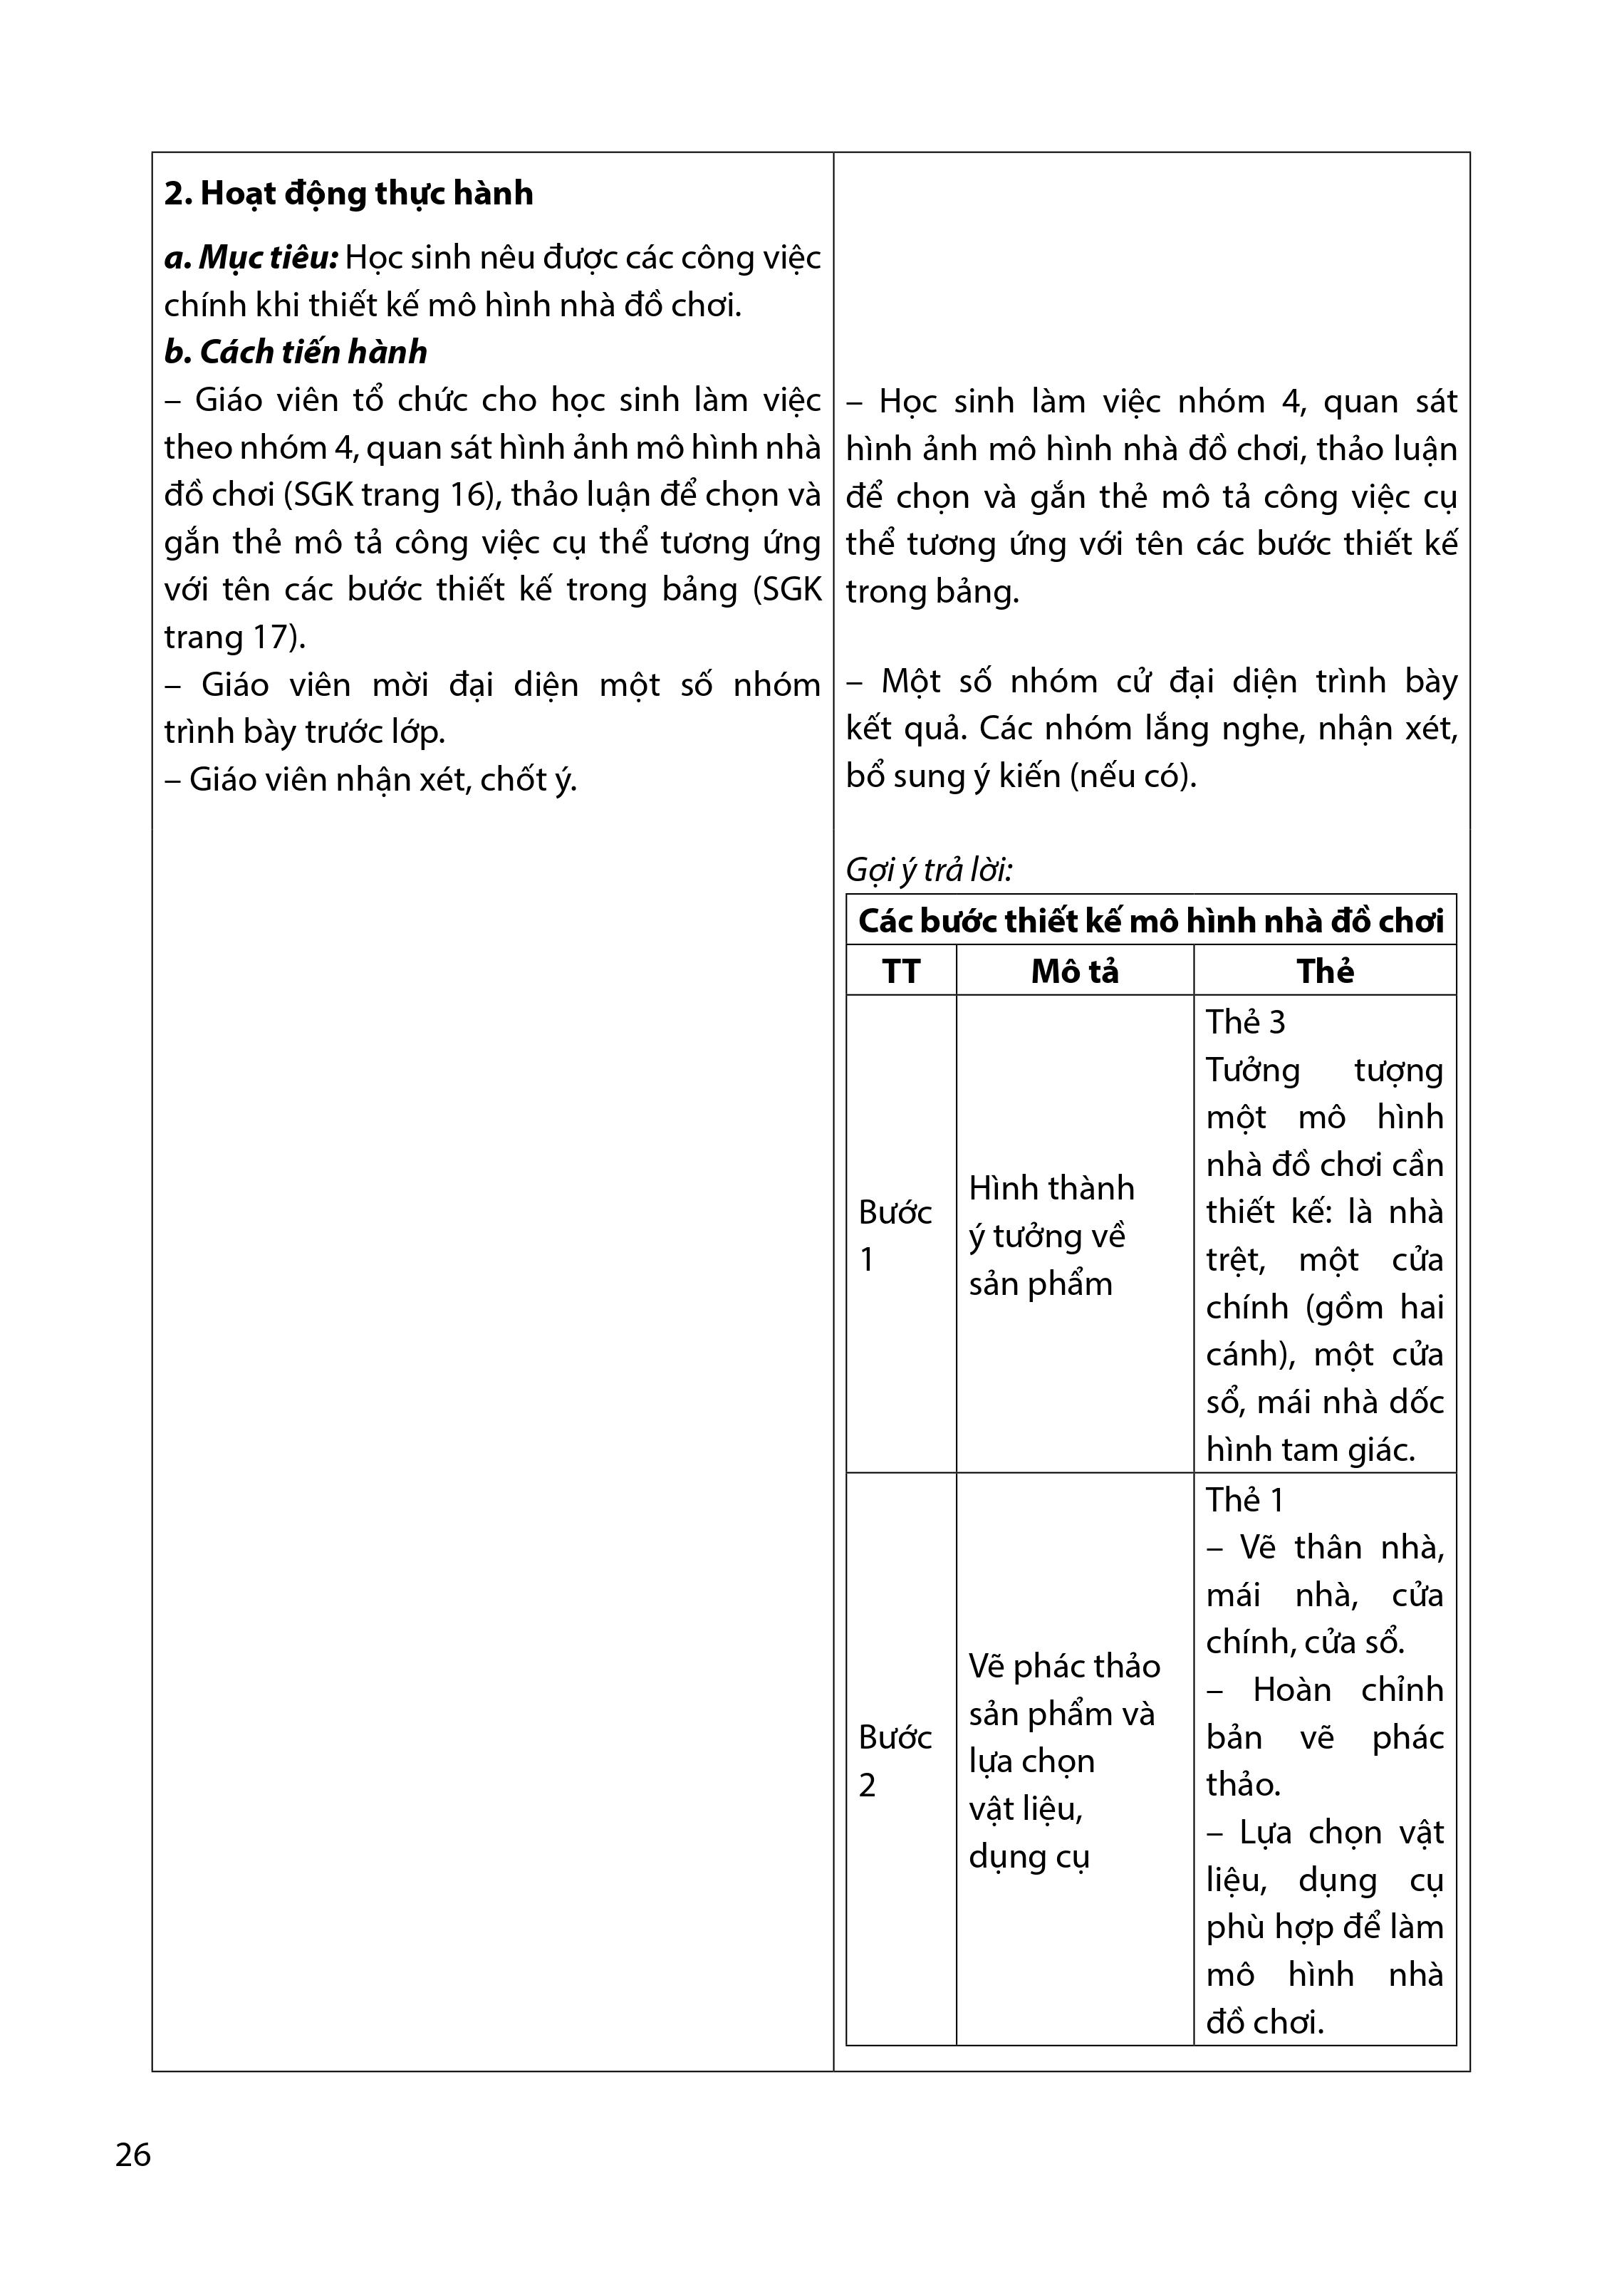 2. Hoạt động thực hành
a. Mục tiêu: Học sinh nêu được các công việc
chính khi thiết kế mô hình nhà đồ chơi.
b. Cách tiến hành
– Giáo viên tổ chức cho học sinh làm việc
theo nhóm 4, quan sát hình ảnh mô hình nhà
đồ chơi (SGK trang 16), thảo luận để chọn và
gắn thẻ mô tả công việc cụ thể tương ứng
với tên các bước thiết kế trong bảng (SGK
trang 17).
– Giáo viên mời đại diện một số nhóm
trình bày trước lớp.
– Giáo viên nhận xét, chốt ý.
– Học sinh làm việc nhóm 4, quan sát
hình ảnh mô hình nhà đồ chơi, thảo luận
để chọn và gắn thẻ mô tả công việc cụ
thể tương ứng với tên các bước thiết kế
trong bảng.
– Một số nhóm cử đại diện trình bày
kết quả. Các nhóm lắng nghe, nhận xét,
bổ sung ý kiến (nếu có).
Gợi ý trả lời:
Các bước thiết kế mô hình nhà đồ chơi
TT
Mô tả
Thẻ
Bước
1
Hình thành
ý tưởng về
sản phẩm
Thẻ 3
Tưởng tượng
một mô hình
nhà đồ chơi cần
thiết kế: là nhà
trệt, một cửa
chính (gồm hai
cánh), một cửa
sổ, mái nhà dốc
hình tam giác.
Bước
2
Vẽ phác thảo
sản phẩm và
lựa chọn
vật liệu,
dụng cụ
Thẻ 1
– Vẽ thân nhà,
mái nhà, cửa
chính, cửa sổ.
– Hoàn chỉnh
bản vẽ phác
thảo.
– Lựa chọn vật
liệu, dụng cụ
phù hợp để làm
mô hình nhà
đồ chơi.
26